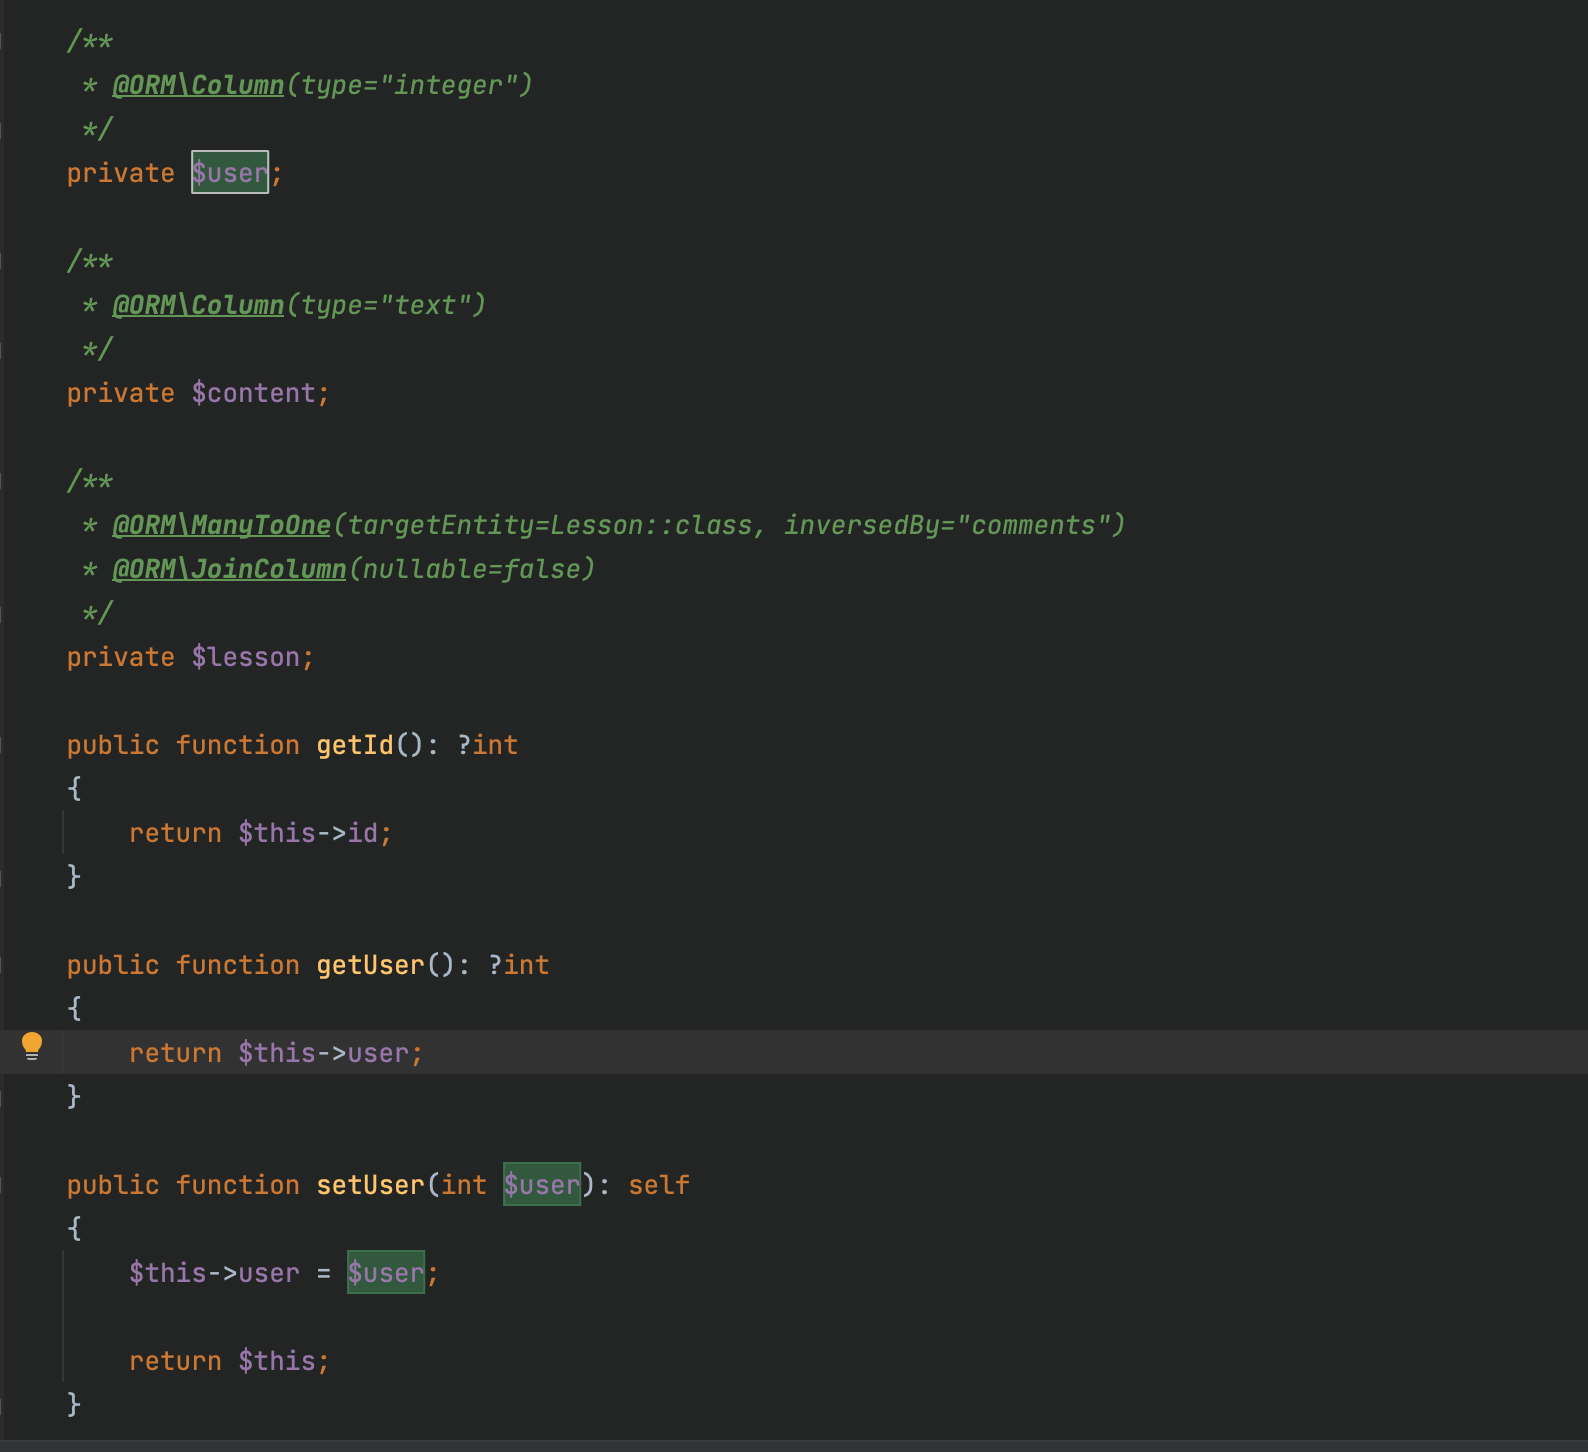 /**
 * @ORM\Column(type="integer")
 */
private $user;
/**
 * @ORM\Column(type="text")
 */
private $content;
/**
 * @ORM\ManyToOne(targetEntity=Lesson::class, inversedBy="comments")
 * @ORM\JoinColumn(nullable=false)
 */
private $lesson;
public function getId(): ?int
{
    return $this->id;
}
public function getUser(): ?int
{
    return $this->user;
}
public function setUser(int $user): self
{
    $this->user = $user;
    return $this;
}